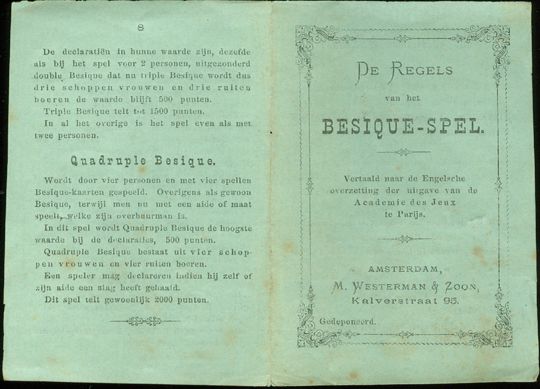 8
De declaratiën in hunne waarde zijn, dezefde
als bij het spel voor 2 personen, uitgezonderd
double Besique dat nu triple Besique wordt dus
drie schoppen vrouwen en drie ruiten
boeren de waarde blijft 500 punten.
Triple Besique telt tot 1500 punten.
In al het overige is het spel even als met
twee personen.
Quadruple Besique.
Wordt door vier personen en met vier spellen
Besique-kaarten gespeeld. Overigens als gewoon
Besique, terwijl men nu met een aide of maat
speelt, welke zijn overbuurman is.
In dit spel wordt Quadruple Besique de hoogste
waarde bij de declaraties, 500 punten.
Quadruple Besique bestaat uit vier schop-
pen vrouwen en vier ruiten boeren.
Een speler mag declareren indien hij zelf of
zijn aide een slag heeft gehaald.
Dit spel telt gewoonlijk 2000 punten.
DE REGELS
van het
BESIQUE-SPEL.
Vertaald naar de Engelsche
overzetting der uitgave van de
Academie des Jeux
te Parijs.
AMSTERDAM,
M. WESTERMAN & ZOON,
Kalverstraat 95.
Gedeponeerd.